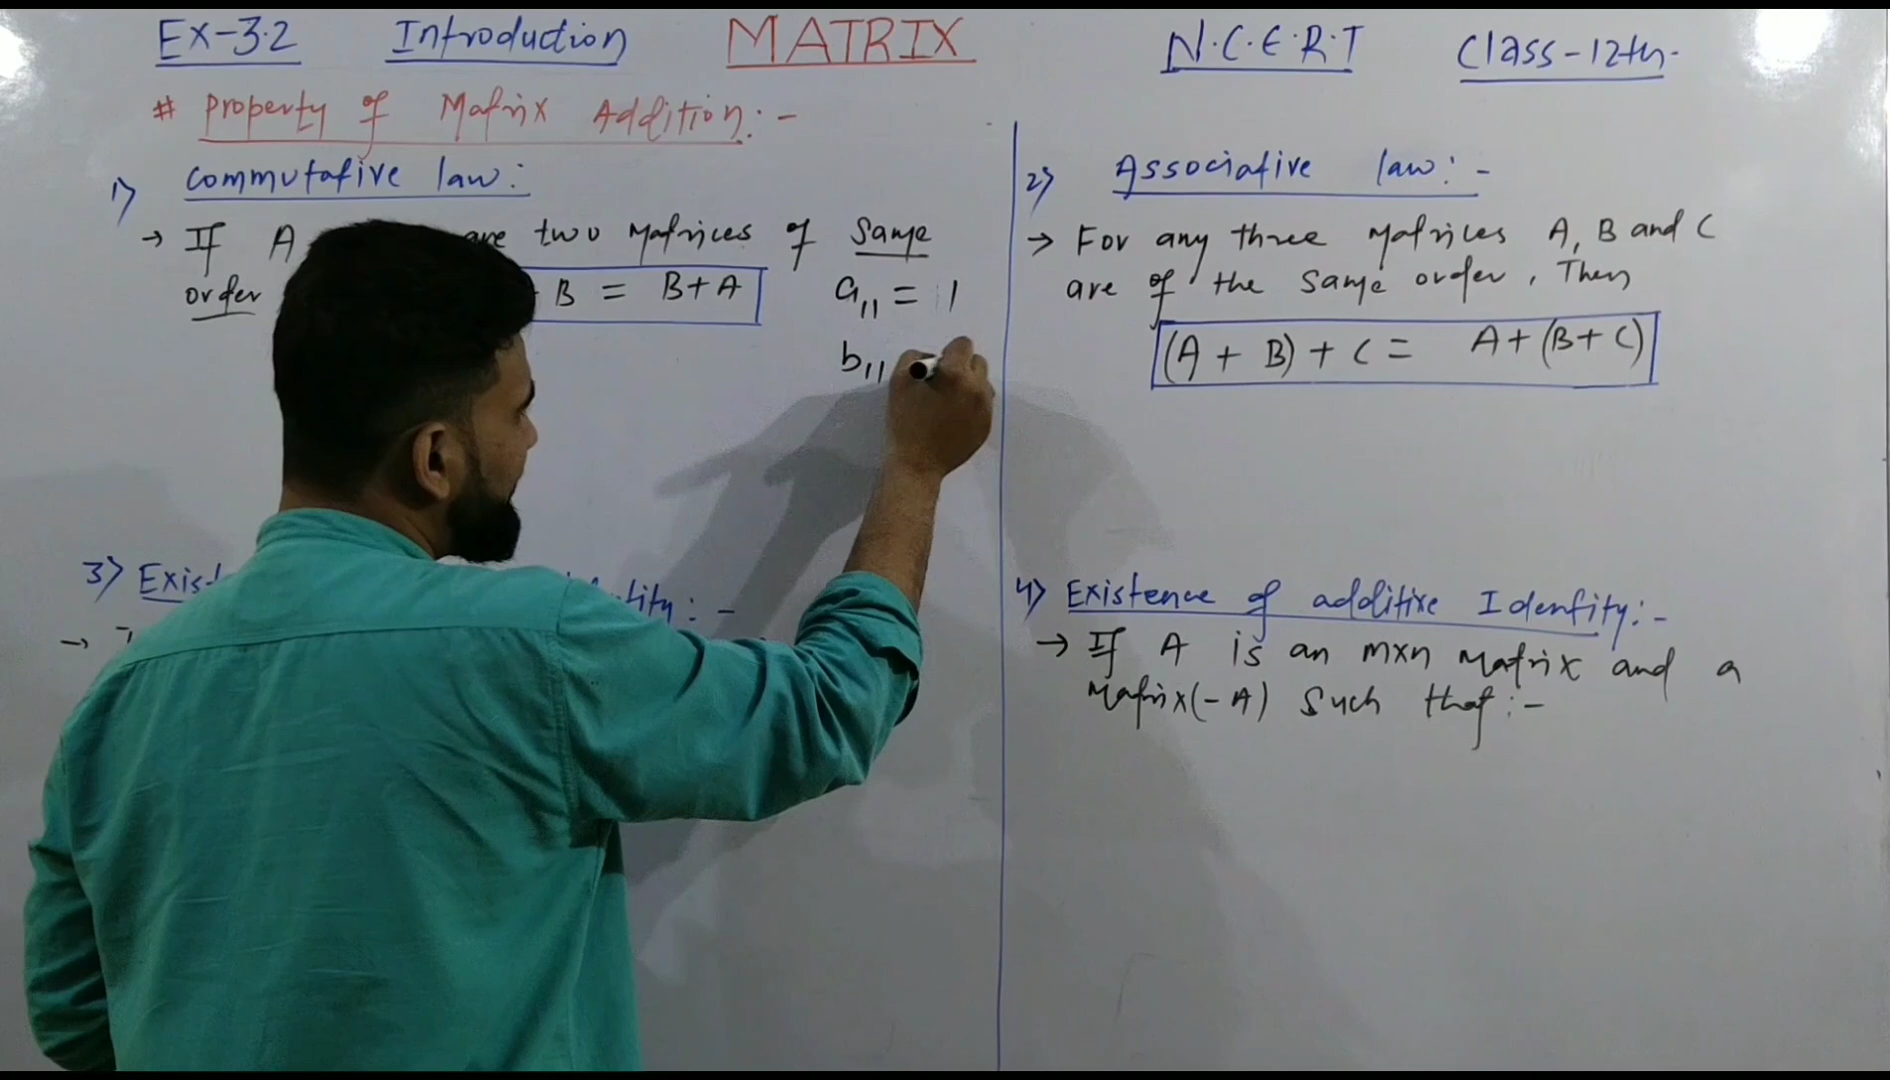 Ex-3.2 Introduction MATRIX N.C.E.R.T Class-12th.
# Property of Matrix Addition:-
1) Commutative law:
→ If A are two Matrices of Same
order B = B+A
a11 = 1
b11
2) Associative law:-
→ For any three Matrices A, B and C
are of the same order, Then
(A + B) + C = A+(B+C)
3) Exist tity:-
→
4) Existence of additive Identity:-
→ If A is an mxn Matrix and a
Matrix(-A) Such that:-